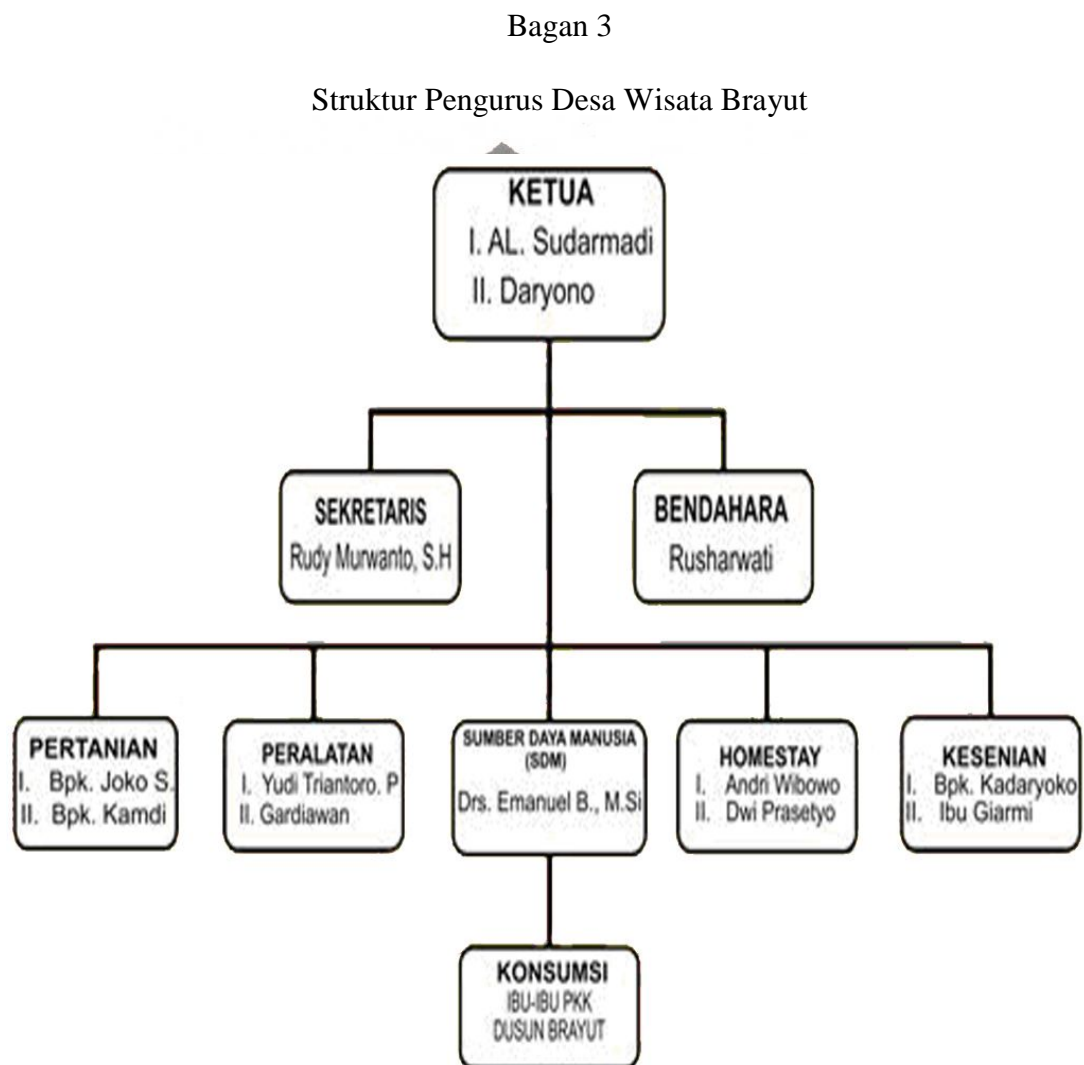 Bagan 3
Struktur Pengurus Desa Wisata Brayut
KETUA
I. AL. Sudarmadi
II. Daryono
SEKRETARIS
Rudy Murwanto, S.H
BENDAHARA
Rusharwati
PERTANIAN
I. Bpk. Joko S.
II. Bpk. Kamdi
PERALATAN
I. Yudi Triantoro. P
II. Gardiawan
SUMBER DAYA MANUSIA
(SDM)
Drs. Emanuel B., M.Si
HOMESTAY
I. Andri Wibowo
II. Dwi Prasetyo
KESENIAN
I. Bpk. Kadaryoko
II. Ibu Giarmi
KONSUMSI
IBU-IBU PKK
DUSUN BRAYUT